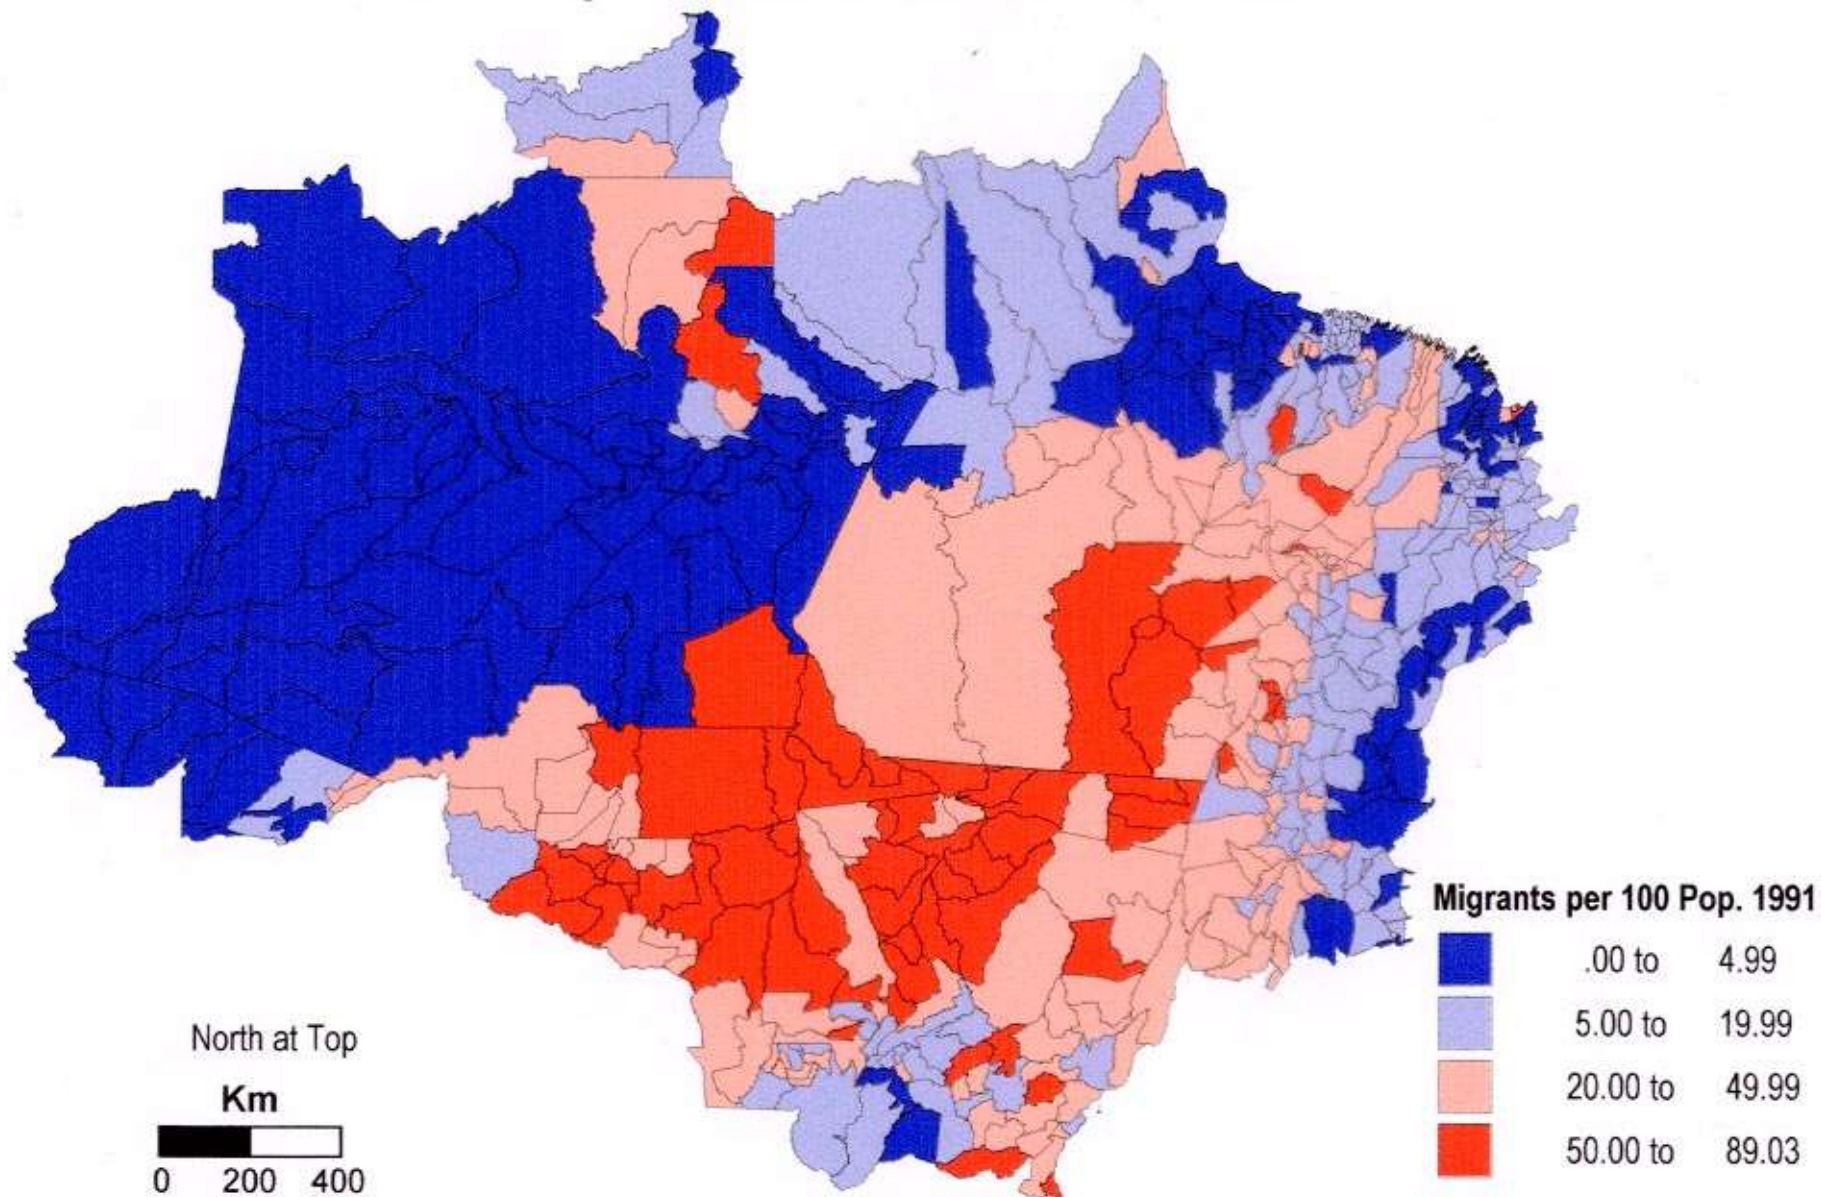 Migrants per 100 Pop. 1991
.00 to 4.99
5.00 to 19.99
20.00 to 49.99
50.00 to 89.03
North at Top
Km
0 200 400